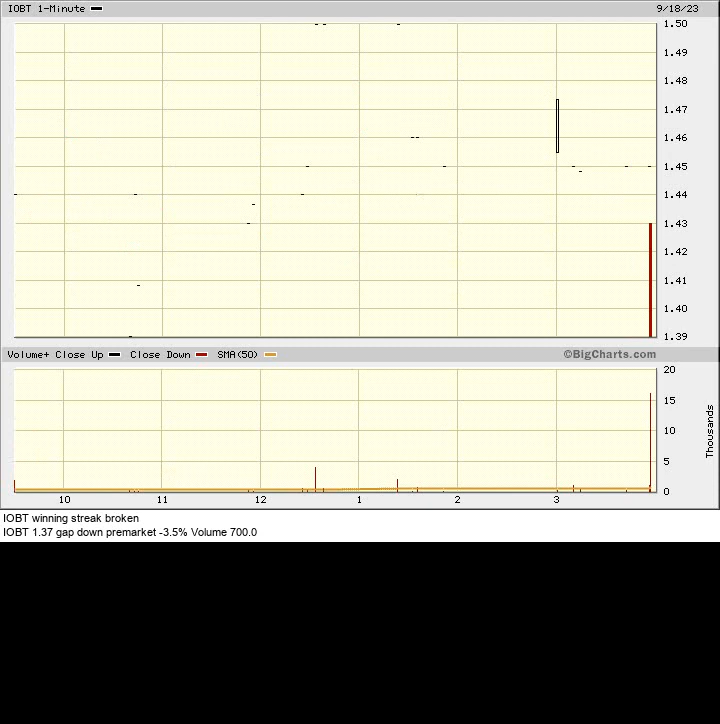 IOBT 1-Minute 9/18/23
1.50
1.49
1.48
1.47
1.46
1.45
1.44
1.43
1.42
1.41
1.40
1.39
Volume+ Close Up Close Down SMA(50) ©BigCharts.com
20
15
10
5
0
Thousands
10 11 12 1 2 3
IOBT winning streak broken
IOBT 1.37 gap down premarket -3.5% Volume 700.0